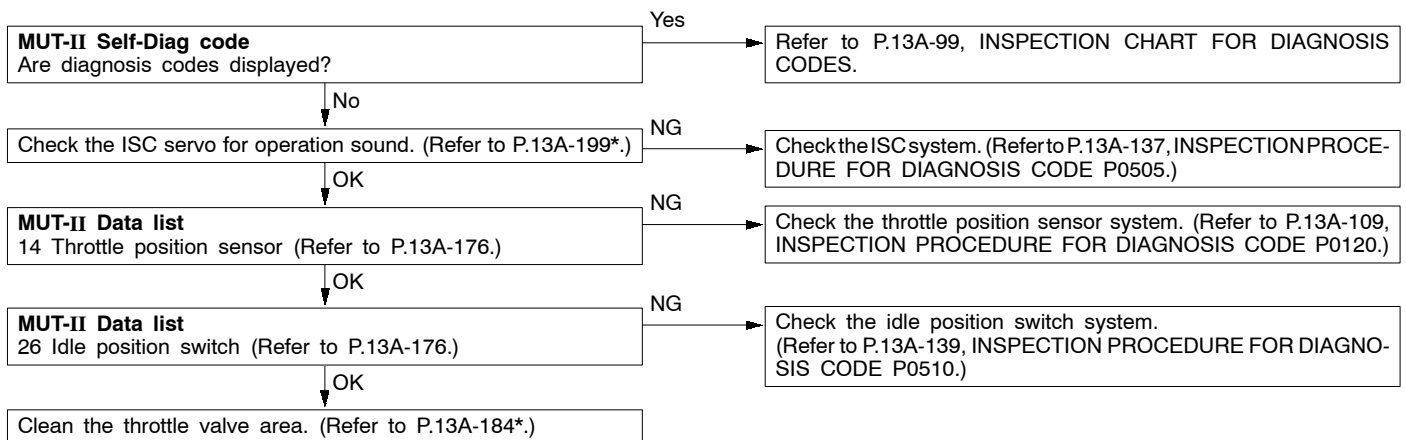 MUT-II Self-Diag code
Are diagnosis codes displayed?
Yes
Refer to P.13A-99, INSPECTION CHART FOR DIAGNOSIS
CODES.
No
Check the ISC servo for operation sound. (Refer to P.13A-199*.)
NG
Check the ISC system. (Refer to P.13A-137, INSPECTION PROCE-
DURE FOR DIAGNOSIS CODE P0505.)
OK
MUT-II Data list
14 Throttle position sensor (Refer to P.13A-176.)
NG
Check the throttle position sensor system. (Refer to P.13A-109,
INSPECTION PROCEDURE FOR DIAGNOSIS CODE P0120.)
OK
MUT-II Data list
26 Idle position switch (Refer to P.13A-176.)
NG
Check the idle position switch system.
(Refer to P.13A-139, INSPECTION PROCEDURE FOR DIAGNO-
SIS CODE P0510.)
OK
Clean the throttle valve area. (Refer to P.13A-184*.)